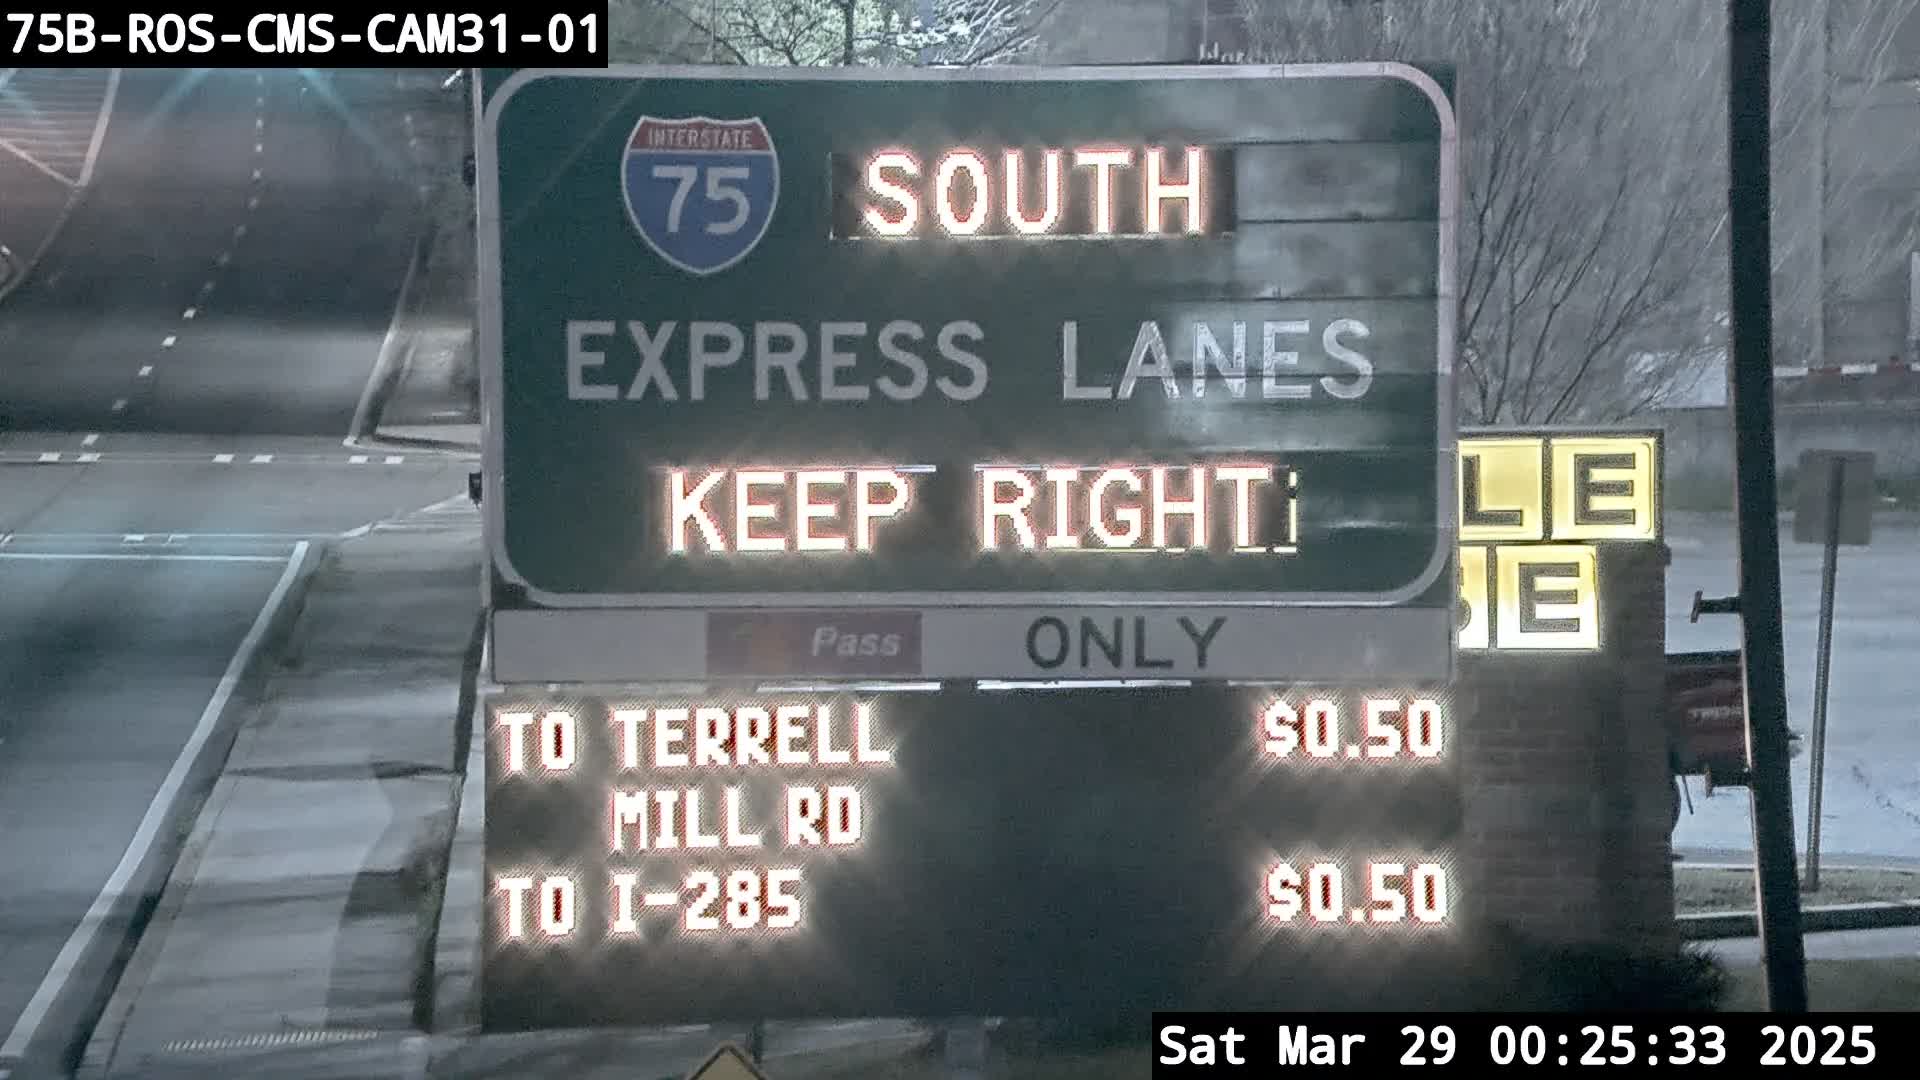 75B-ROS-CMS-CAM31-01
INTERSTATE
75
SOUTH
EXPRESS LANES
KEEP RIGHT
Pass ONLY
TO TERRELL $0.50
MILL RD
TO I-285 $0.50
LE
E
Sat Mar 29 00:25:33 2025